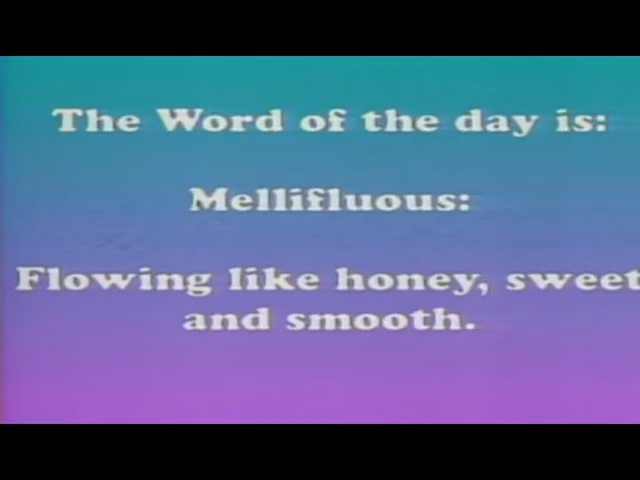 The Word of the day is:
Mellifluous:
Flowing like honey, sweet
and smooth.